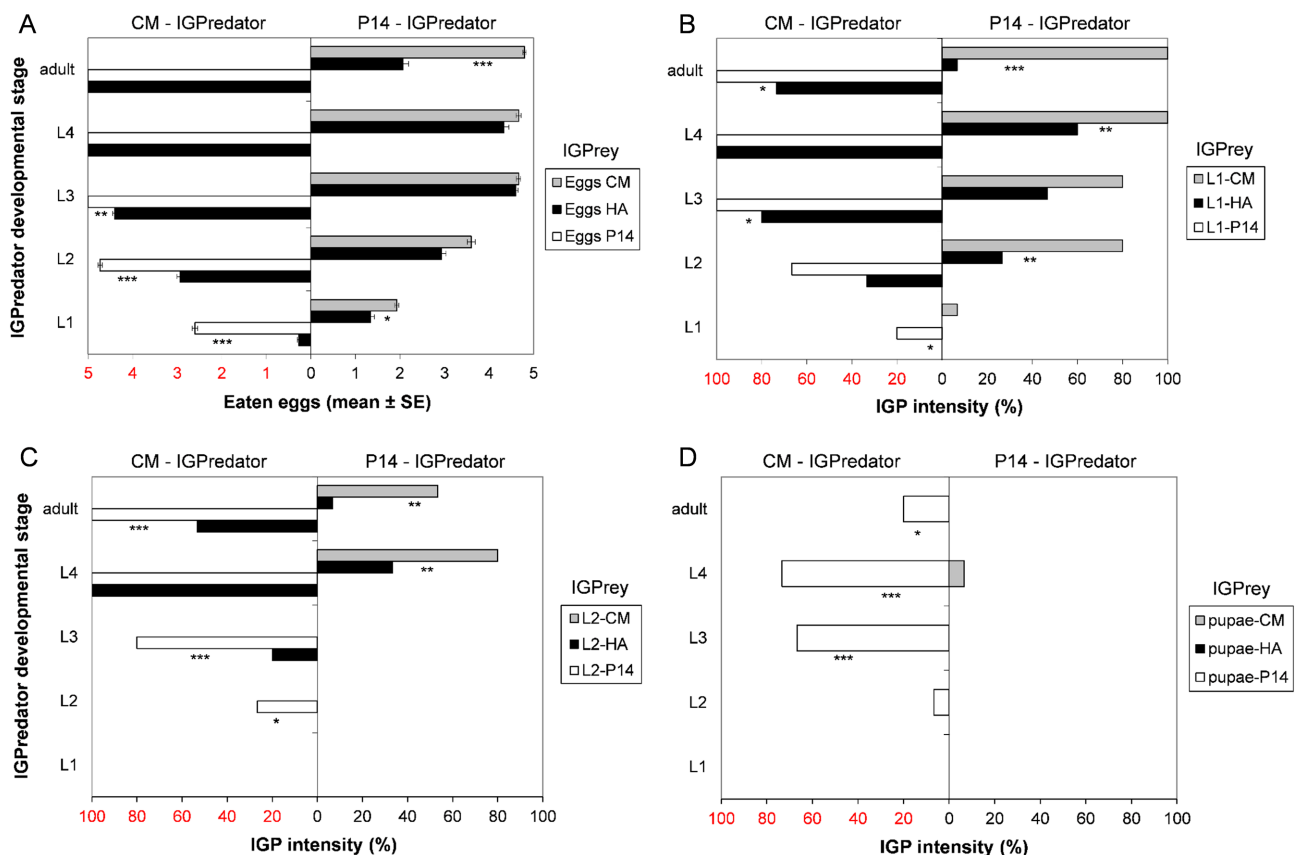 A
CM - IGPredator
P14 - IGPredator
IGPredator developmental stage
adult
***
L4
L3
**
L2
***
L1
*
***
5 4 3 2 1 0 1 2 3 4 5
Eaten eggs (mean ± SE)
IGPrey
Eggs CM
Eggs HA
Eggs P14
B
CM - IGPredator
P14 - IGPredator
adult
***
*
L4
**
L3
*
L2
**
L1
*
100 80 60 40 20 0 20 40 60 80 100
IGP intensity (%)
IGPrey
L1-CM
L1-HA
L1-P14
C
CM - IGPredator
P14 - IGPredator
IGPredator developmental stage
adult
**
***
L4
**
L3
***
L2
*
L1
100 80 60 40 20 0 20 40 60 80 100
IGP intensity (%)
IGPrey
L2-CM
L2-HA
L2-P14
D
CM - IGPredator
P14 - IGPredator
adult
*
L4
***
L3
***
L2
L1
100 80 60 40 20 0 20 40 60 80 100
IGP intensity (%)
IGPrey
pupae-CM
pupae-HA
pupae-P14